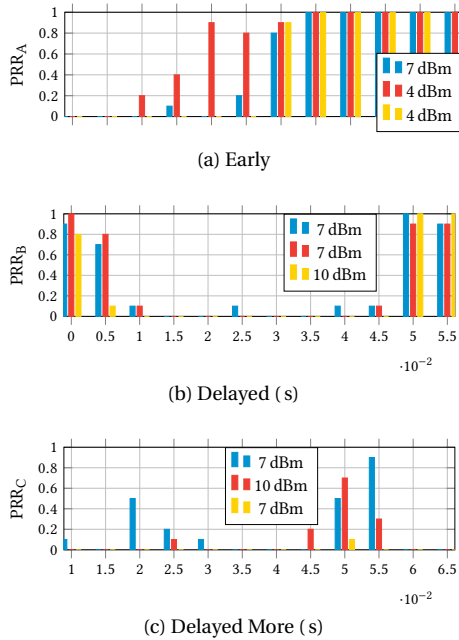 1
0.8
0.6
0.4
0.2
0
PRR_A
7 dBm
4 dBm
4 dBm
(a) Early
1
0.8
0.6
0.4
0.2
0
PRR_B
7 dBm
7 dBm
10 dBm
0 0.5 1 1.5 2 2.5 3 3.5 4 4.5 5 5.5
·10⁻²
(b) Delayed (s)
1
0.8
0.6
0.4
0.2
0
PRR_C
7 dBm
10 dBm
7 dBm
1 1.5 2 2.5 3 3.5 4 4.5 5 5.5 6 6.5
·10⁻²
(c) Delayed More (s)